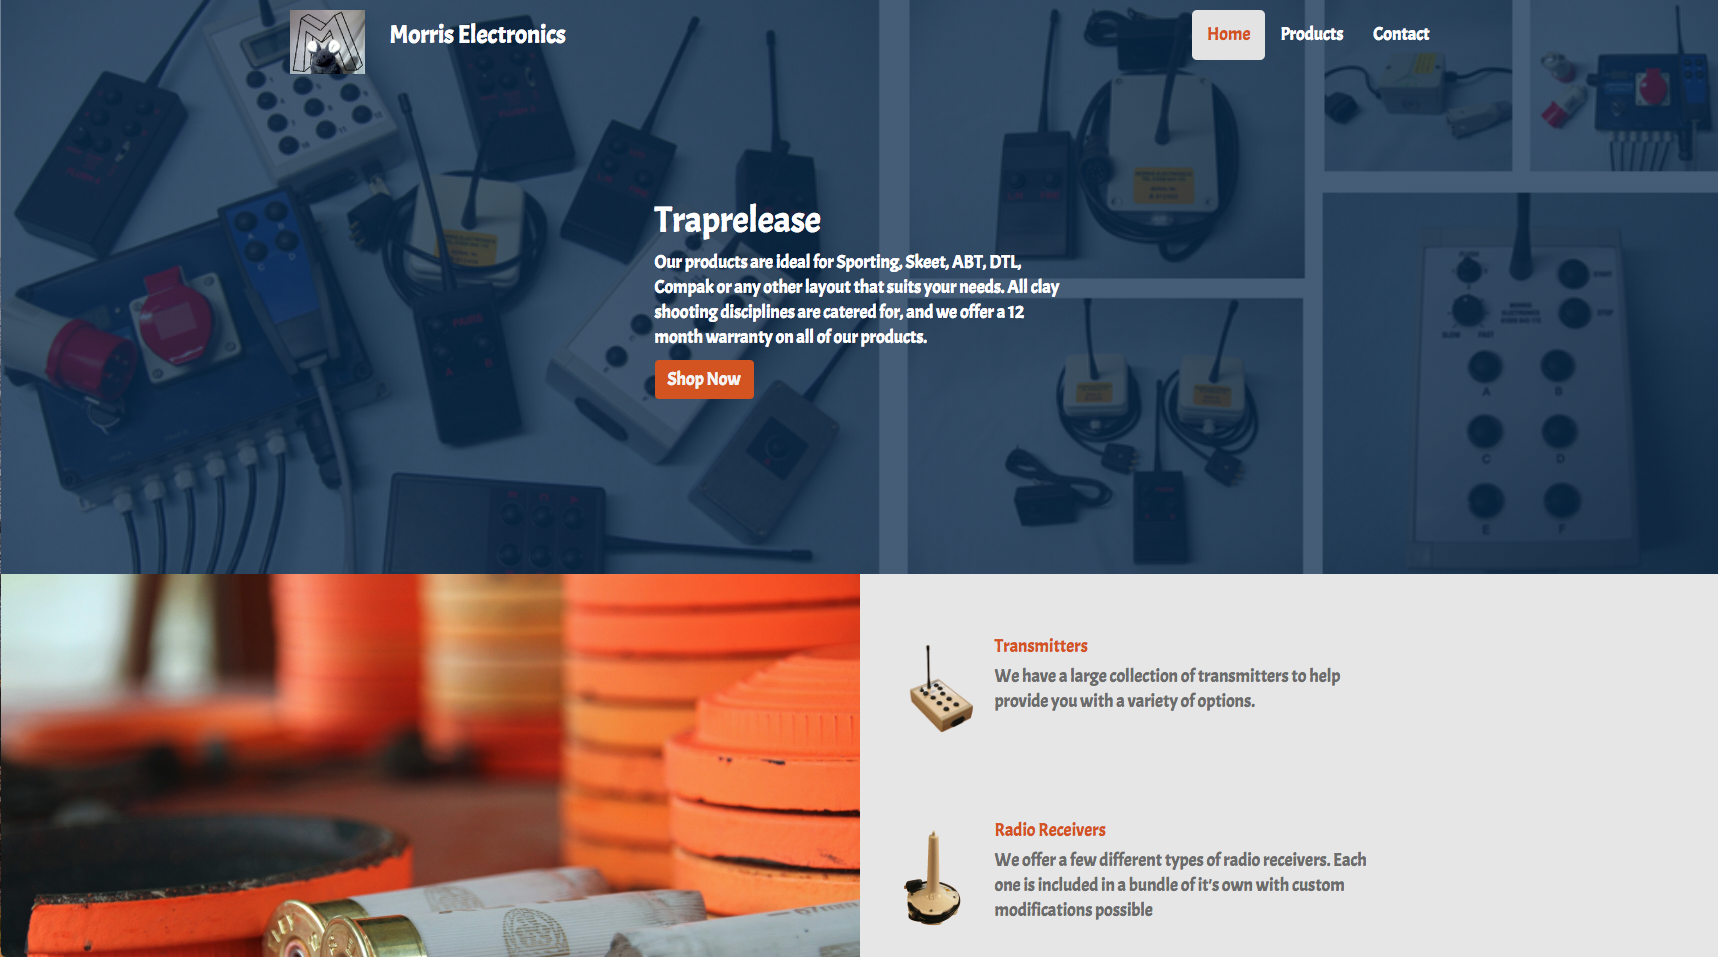 Morris Electronics
Home
Products
Contact
Traprelease
Our products are ideal for Sporting, Skeet, ABT, DTL,
Compak or any other layout that suits your needs. All clay
shooting disciplines are catered for, and we offer a 12
month warranty on all of our products.
Shop Now
Transmitters
We have a large collection of transmitters to help
provide you with a variety of options.
Radio Receivers
We offer a few different types of radio receivers. Each
one is included in a bundle of it's own with custom
modifications possible
SLOW
FAST
START
STOP
A
B
C
D
E
F